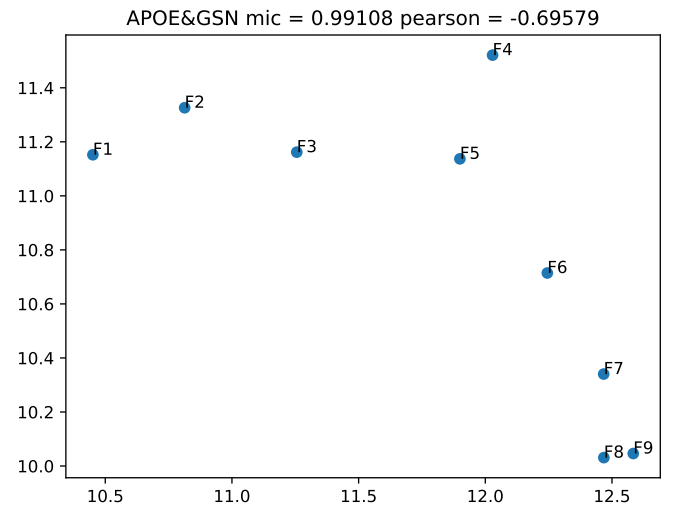 APOE&GSN mic = 0.99108 pearson = -0.69579
F4
11.4
F2
11.2
F1
F3
F5
11.0
10.8
F6
10.6
10.4
F7
10.2
F8
F9
10.0
10.5
11.0
11.5
12.0
12.5